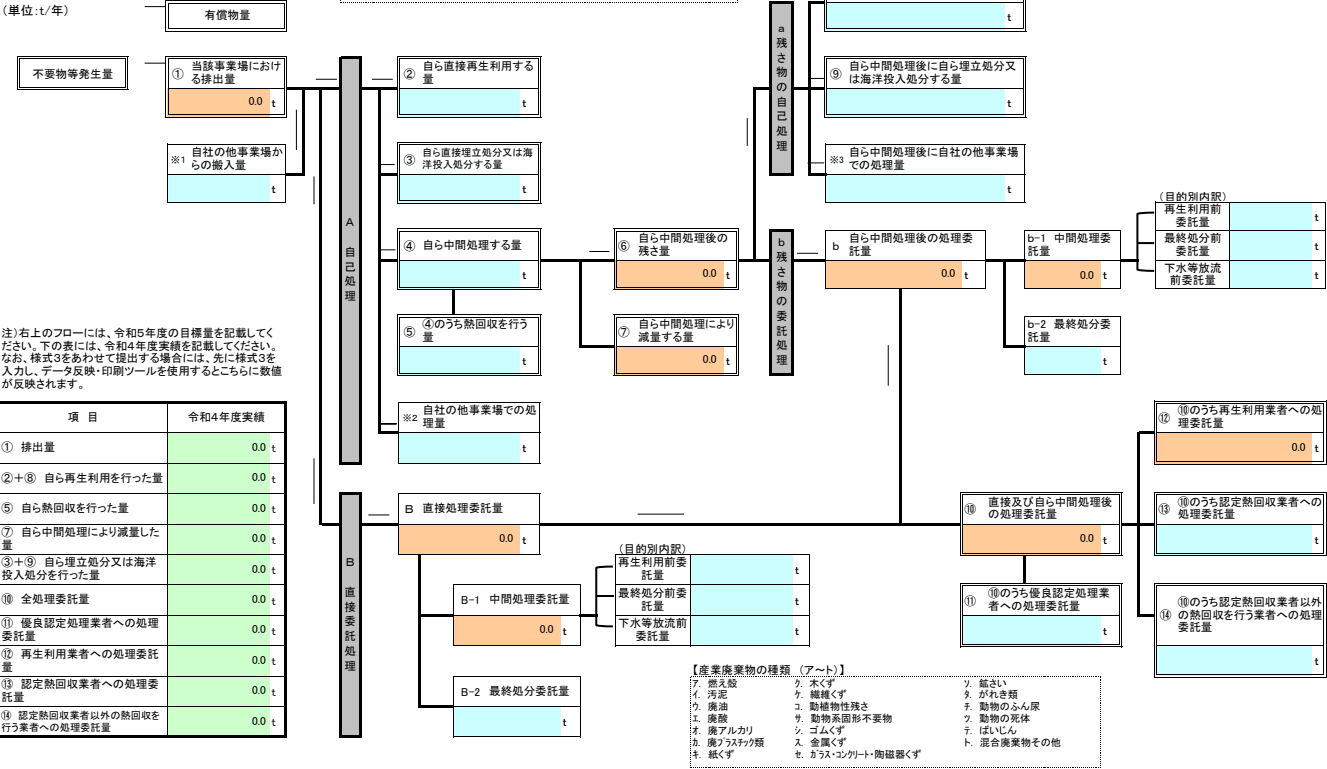 (単位:t/年)
有償物量
t
不要物等発生量
① 当該事業場におけ
る排出量
0.0 t
※1 自社の他事業場か
らの搬入量
t
A
自
己
処
理
② 自ら直接再生利用する
量
t
③ 自ら直接埋立処分又は海
洋投入処分する量
t
④ 自ら中間処理する量
t
⑤ ④のうち熱回収を行う
量
t
※2 自社の他事業場での処
理量
t
⑥ 自ら中間処理後の
残さ量
0.0 t
⑦ 自ら中間処理により
減量する量
0.0 t
a
残
さ
物
の
自
己
処
理
⑨ 自ら中間処理後に自ら埋立処分又
は海洋投入処分する量
t
※3 自ら中間処理後に自社の他事業場
での処理量
t
b
残
さ
物
の
委
託
処
理
b 自ら中間処理後の処理委
託量
0.0 t
b-1 中間処理委
託量
0.0 t
(目的別内訳)
再生利用前
委託量
t
最終処分前
委託量
t
下水等放流
前委託量
t
b-2 最終処分委
託量
t
注)右上のフローには、令和5年度の目標量を記載してく
ださい。下の表には、令和4年度実績を記載してください。
なお、様式3をあわせて提出する場合には、先に様式3を
入力し、データ反映・印刷ツールを使用するとこちらに数値
が反映されます。
項 目 令和4年度実績
① 排出量 0.0 t
②+⑧ 自ら再生利用を行った量 0.0 t
⑤ 自ら熱回収を行った量 0.0 t
⑦ 自ら中間処理により減量した
量 0.0 t
③+⑨ 自ら埋立処分又は海洋
投入処分を行った量 0.0 t
⑩ 全処理委託量 0.0 t
⑪ 優良認定処理業者への処理
委託量 0.0 t
⑫ 再生利用業者への処理委託
量 0.0 t
⑬ 認定熱回収業者への処理委
託量 0.0 t
⑭ 認定熱回収業者以外の熱回収を
行う業者への処理委託量 0.0 t
B
直
接
委
託
処
理
B 直接処理委託量
0.0 t
B-1 中間処理委託量
0.0 t
(目的別内訳)
再生利用前委
託量
t
最終処分前委
託量
t
下水等放流前
委託量
t
B-2 最終処分委託量
t
⑩ 直接及び自ら中間処理後
の処理委託量
0.0 t
⑪ ⑩のうち優良認定処理業
者への処理委託量
t
⑫ ⑩のうち再生利用業者への処
理委託量
0.0 t
⑬ ⑩のうち認定熱回収業者への
処理委託量
t
⑭ ⑩のうち認定熱回収業者以外
の熱回収を行う業者への処理
委託量
t
【産業廃棄物の種類 (ア~ト)】
ア. 燃え殻 ク. 木くず ソ. 鉱さい
イ. 汚泥 ケ. 繊維くず タ. がれき類
ウ. 廃油 コ. 動植物性残さ チ. 動物のふん尿
エ. 廃酸 サ. 動物系固形不要物 ツ. 動物の死体
オ. 廃アルカリ シ. ゴムくず テ. ばいじん
カ. 廃プラスチック類 ス. 金属くず ト. 混合廃棄物その他
キ. 紙くず セ. ガラス・コンクリート・陶磁器くず